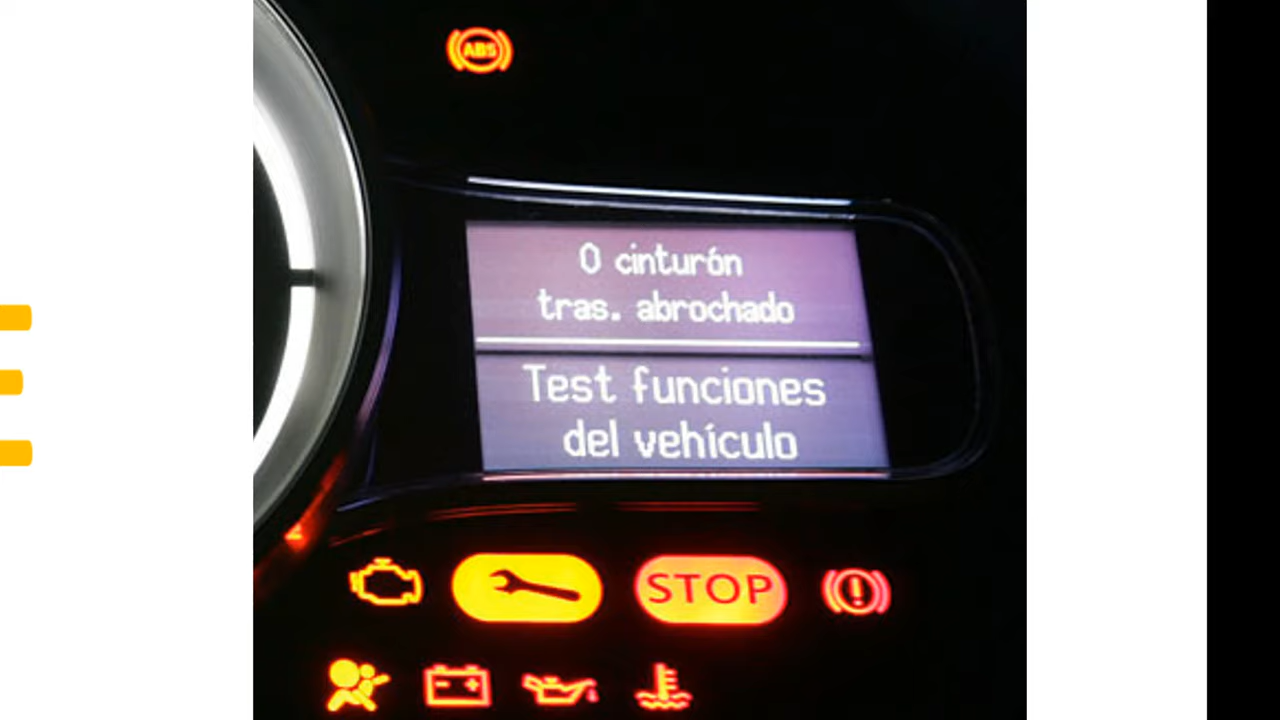 ABS
0 cinturón
tras. abrochado
Test funciones
del vehículo
STOP